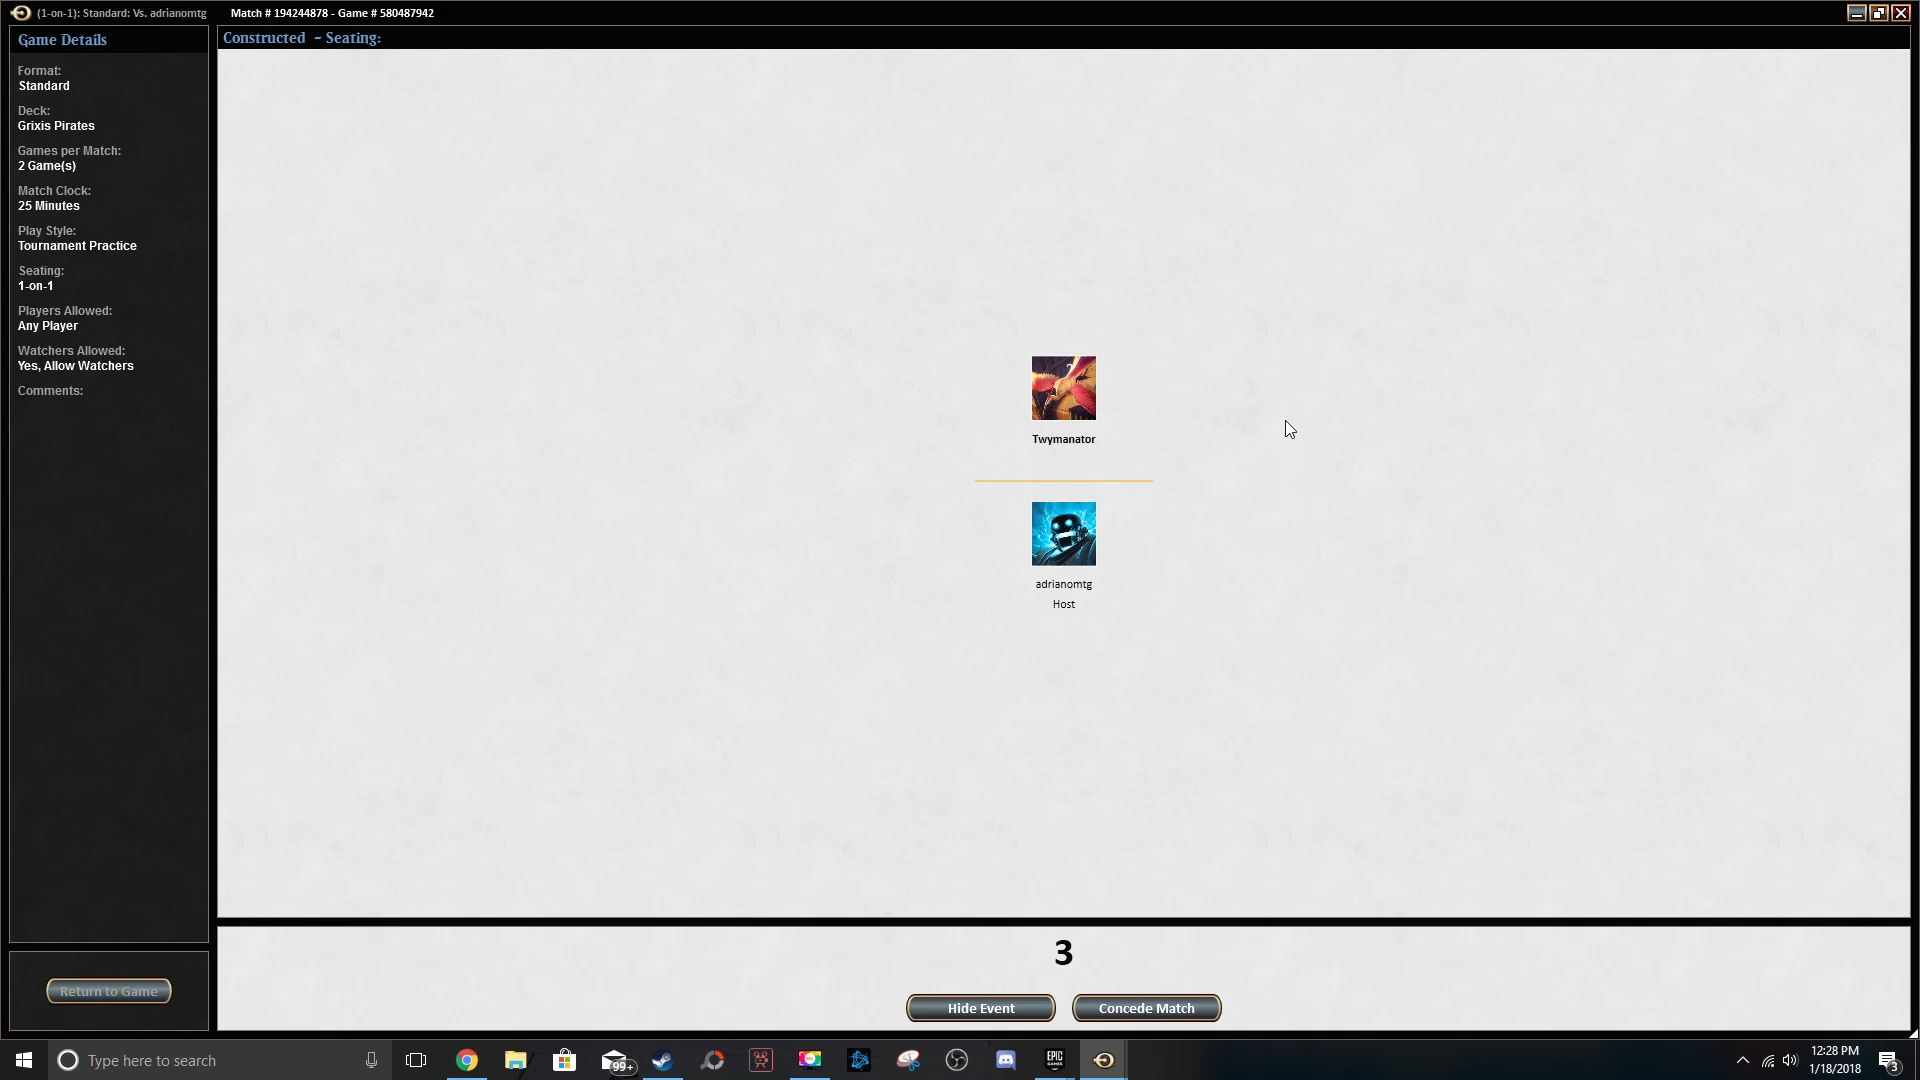 (1-on-1): Standard: Vs. adrianomtg Match # 194244878 - Game # 580487942
Game Details
Format:
Standard
Deck:
Grixis Pirates
Games per Match:
2 Game(s)
Match Clock:
25 Minutes
Play Style:
Tournament Practice
Seating:
1-on-1
Players Allowed:
Any Player
Watchers Allowed:
Yes, Allow Watchers
Comments:
Return to Game
Constructed - Seating:
Twymanator
adrianomtg
Host
3
Hide Event Concede Match
Type here to search
99+
EPIC
GAMES
12:28 PM
1/18/2018
3